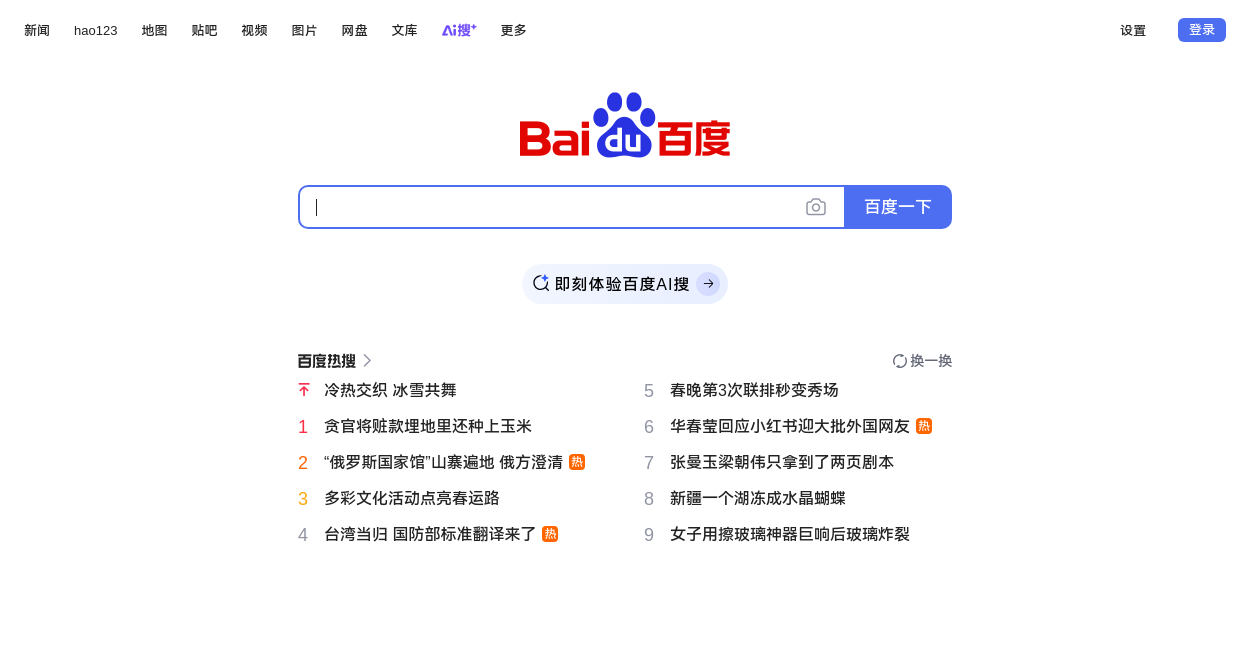 新闻 hao123 地图 贴吧 视频 图片 网盘 文库 Ai搜+ 更多 设置 登录
Bai du 百度
百度一下
即刻体验百度AI搜
百度热搜 换一换
冷热交织 冰雪共舞
1 贪官将赃款埋地里还种上玉米
2 “俄罗斯国家馆”山寨遍地 俄方澄清 热
3 多彩文化活动点亮春运路
4 台湾当归 国防部标准翻译来了 热
5 春晚第3次联排秒变秀场
6 华春莹回应小红书迎大批外国网友 热
7 张曼玉梁朝伟只拿到了两页剧本
8 新疆一个湖冻成水晶蝴蝶
9 女子用擦玻璃神器巨响后玻璃炸裂